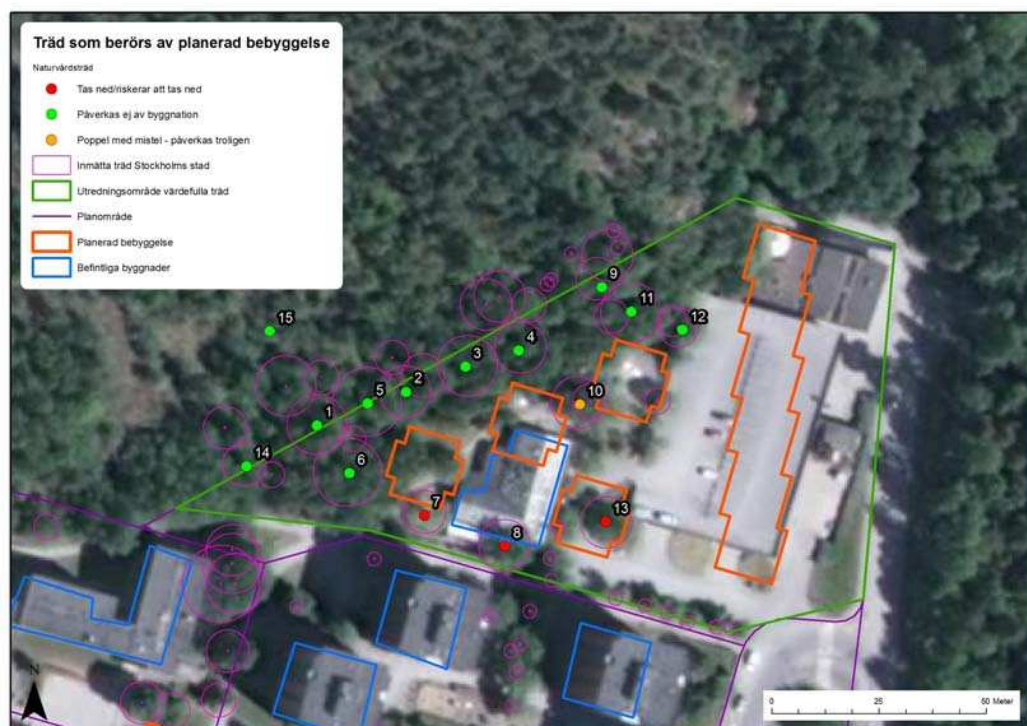 Träd som berörs av planerad bebyggelse
Naturvårdsträd
Tas ned/riskerar att tas ned
Påverkas ej av byggnation
Poppel med mistel - påverkas troligen
Inmätta träd Stockholms stad
Utredningsområde värdefulla träd
Planområde
Planerad bebyggelse
Befintliga byggnader
9
11
12
15
4
3
2
10
5
1
14
6
7
13
8
N
0 25 50 Meter